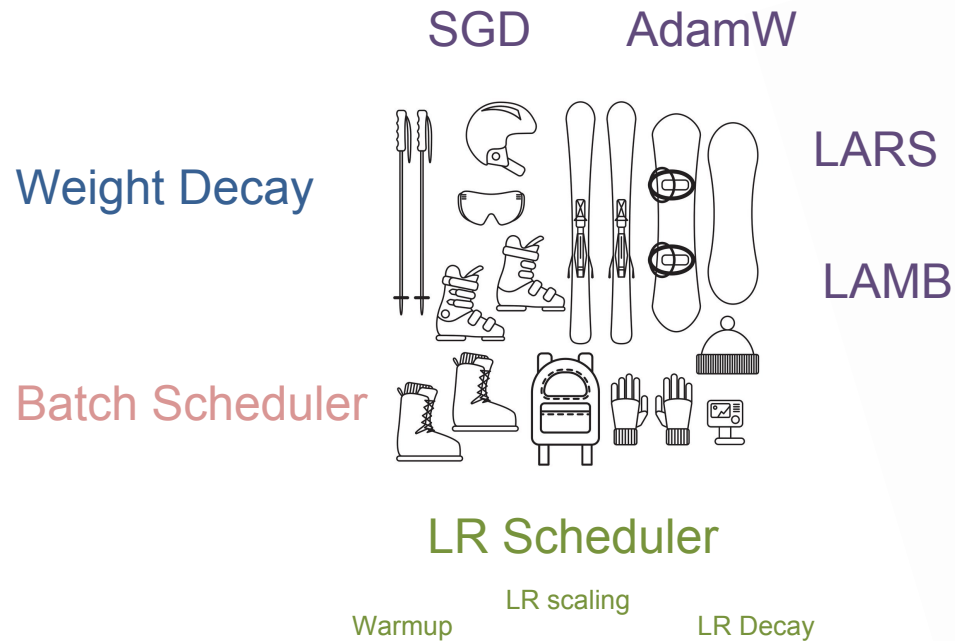 SGD
AdamW
LARS
Weight Decay
LAMB
Batch Scheduler
LR Scheduler
LR scaling
Warmup
LR Decay